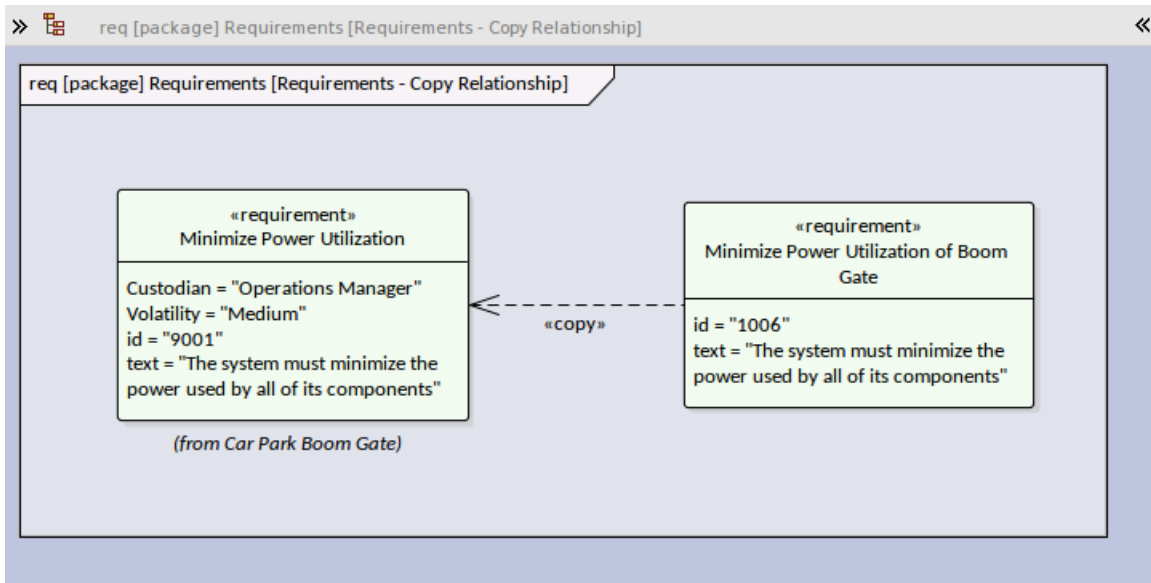 req [package] Requirements [Requirements - Copy Relationship]
req [package] Requirements [Requirements - Copy Relationship]
«requirement»
Minimize Power Utilization
Custodian = "Operations Manager"
Volatility = "Medium"
id = "9001"
text = "The system must minimize the
power used by all of its components"
(from Car Park Boom Gate)
«copy»
«requirement»
Minimize Power Utilization of Boom
Gate
id = "1006"
text = "The system must minimize the
power used by all of its components"